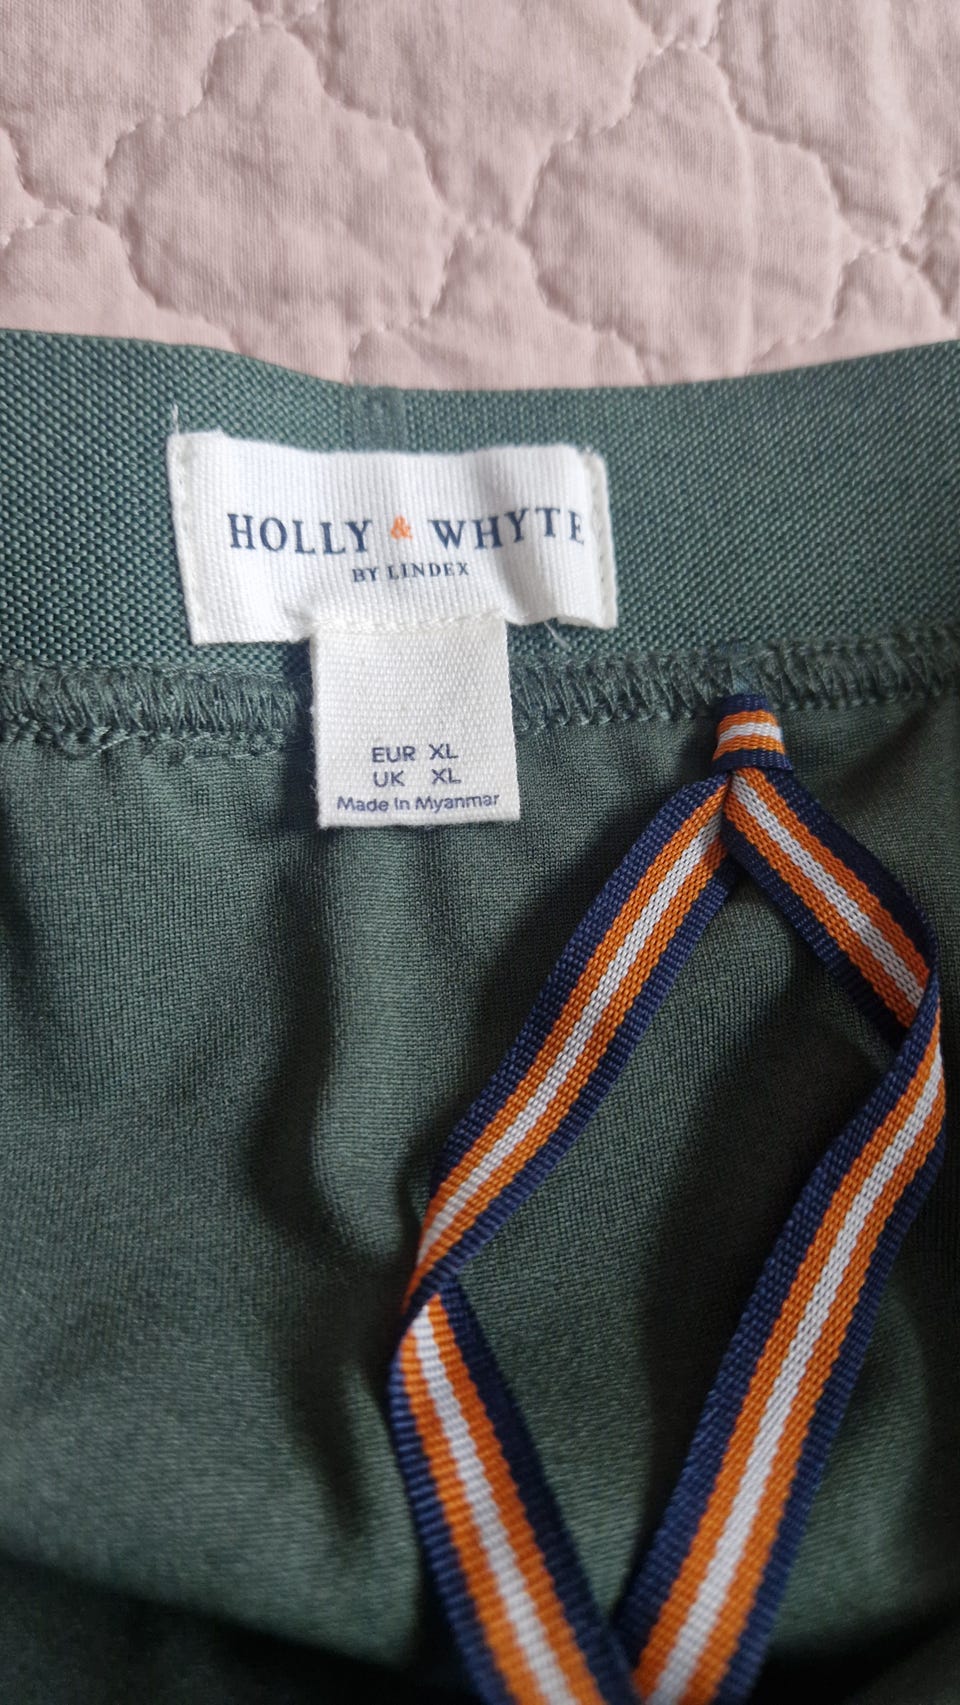 HOLLY & WHYTE
BY LINDEX
EUR XL
UK XL
Made In Myanmar